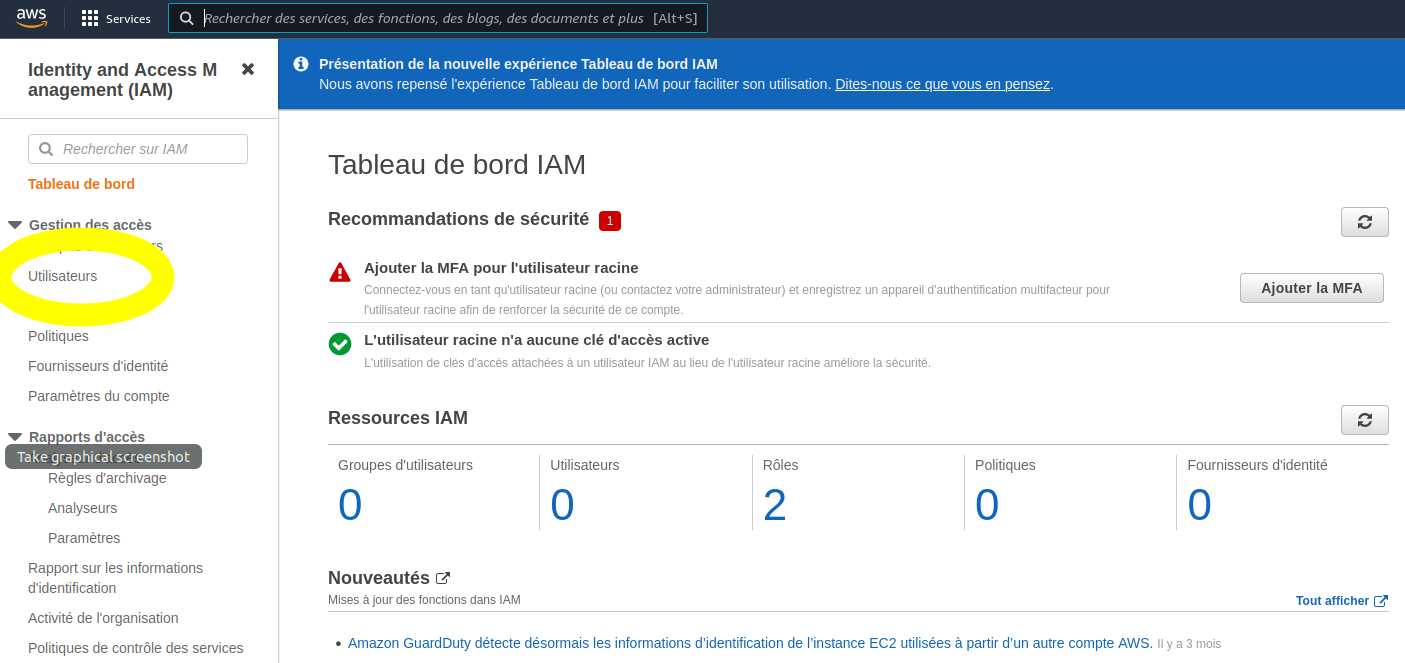 aws
Services
Rechercher des services, des fonctions, des blogs, des documents et plus [Alt+S]
Identity and Access M
anagement (IAM)
Rechercher sur IAM
Tableau de bord
Gestion des accès
Utilisateurs
Politiques
Fournisseurs d'identité
Paramètres du compte
Rapports d'accès
Take graphical screenshot
Règles d'archivage
Analyseurs
Paramètres
Rapport sur les informations
d'identification
Activité de l'organisation
Politiques de contrôle des services
Présentation de la nouvelle expérience Tableau de bord IAM
Nous avons repensé l'expérience Tableau de bord IAM pour faciliter son utilisation. Dites-nous ce que vous en pensez.
Tableau de bord IAM
Recommandations de sécurité 1
Ajouter la MFA pour l'utilisateur racine
Connectez-vous en tant qu'utilisateur racine (ou contactez votre administrateur) et enregistrez un appareil d'authentification multifacteur pour
l'utilisateur racine afin de renforcer la sécurité de ce compte.
Ajouter la MFA
L'utilisateur racine n'a aucune clé d'accès active
L'utilisation de clés d'accès attachées à un utilisateur IAM au lieu de l'utilisateur racine améliore la sécurité.
Ressources IAM
Groupes d'utilisateurs
0
Utilisateurs
0
Rôles
2
Politiques
0
Fournisseurs d'identité
0
Nouveautés
Mises à jour des fonctions dans IAM
Tout afficher
• Amazon GuardDuty détecte désormais les informations d’identification de l’instance EC2 utilisées à partir d’un autre compte AWS. Il y a 3 mois